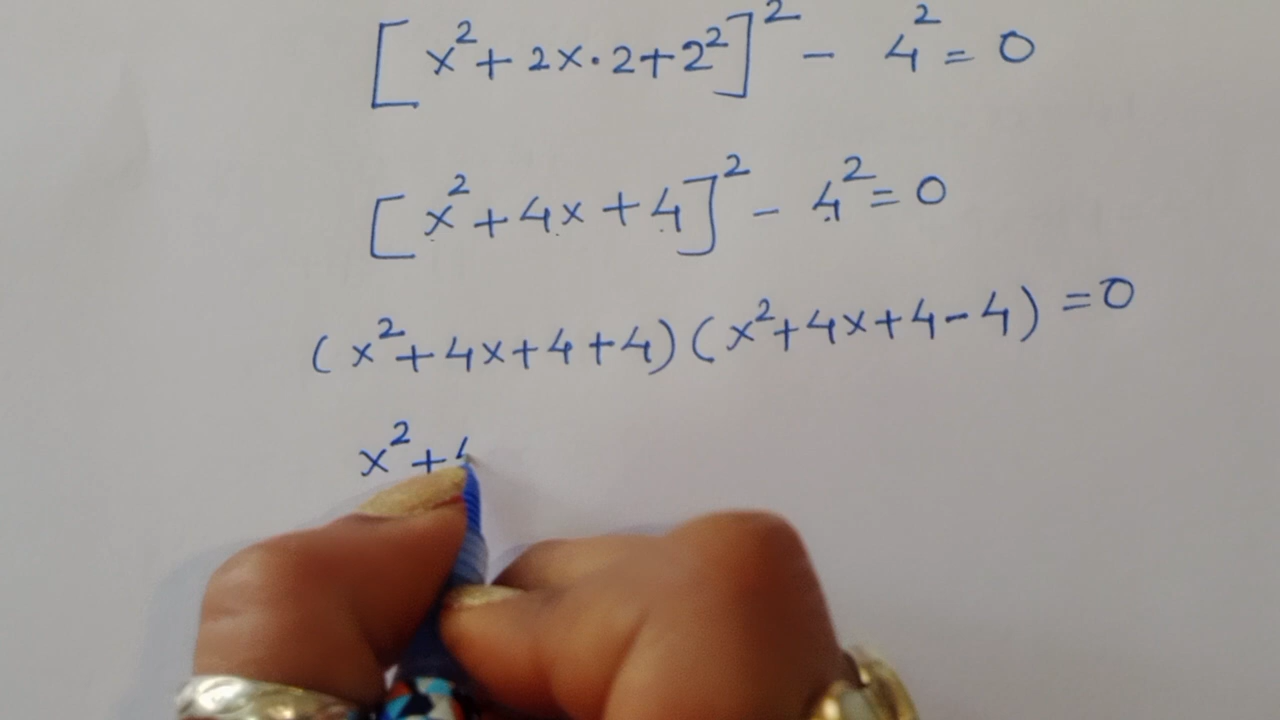 [x²+2x·2+2²]² - 4² = 0
[x²+4x+4]² - 4² = 0
(x²+4x+4+4)(x²+4x+4-4) = 0
x²+4